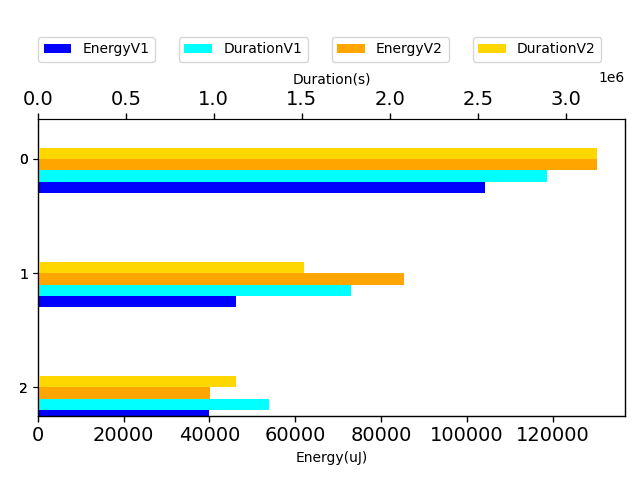 EnergyV1 DurationV1 EnergyV2 DurationV2
Duration(s) 1e6
0.0 0.5 1.0 1.5 2.0 2.5 3.0
0
1
2
0 20000 40000 60000 80000 100000 120000
Energy(uJ)